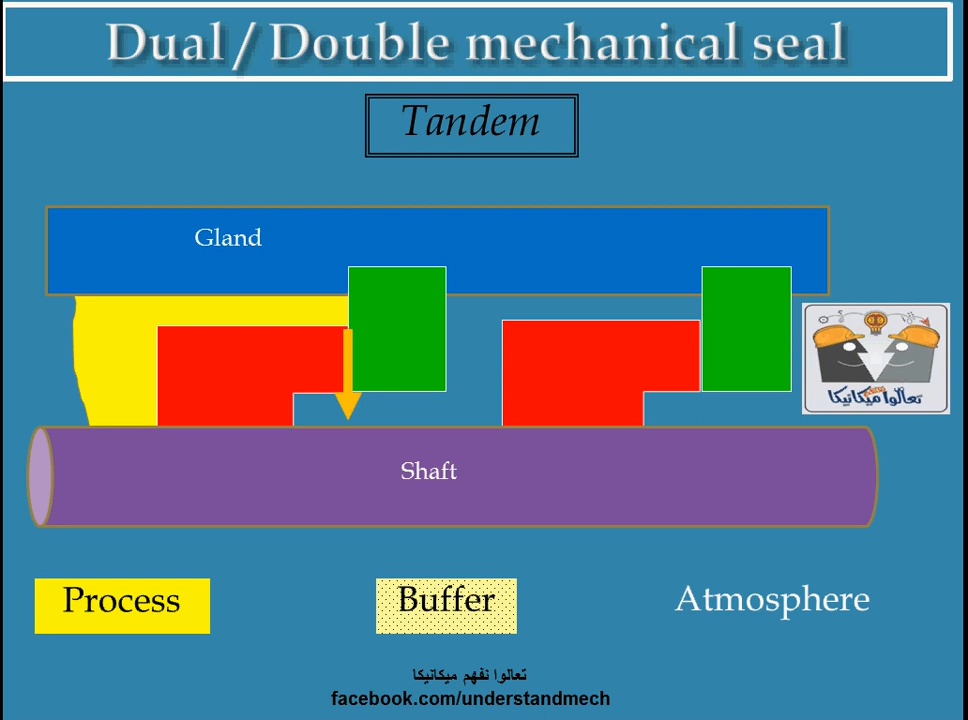 Dual / Double mechanical seal
Tandem
Gland
تعالوا ميكانيكا
Shaft
Process
Buffer
Atmosphere
تعالوا نفهم ميكانيكا
facebook.com/understandmech